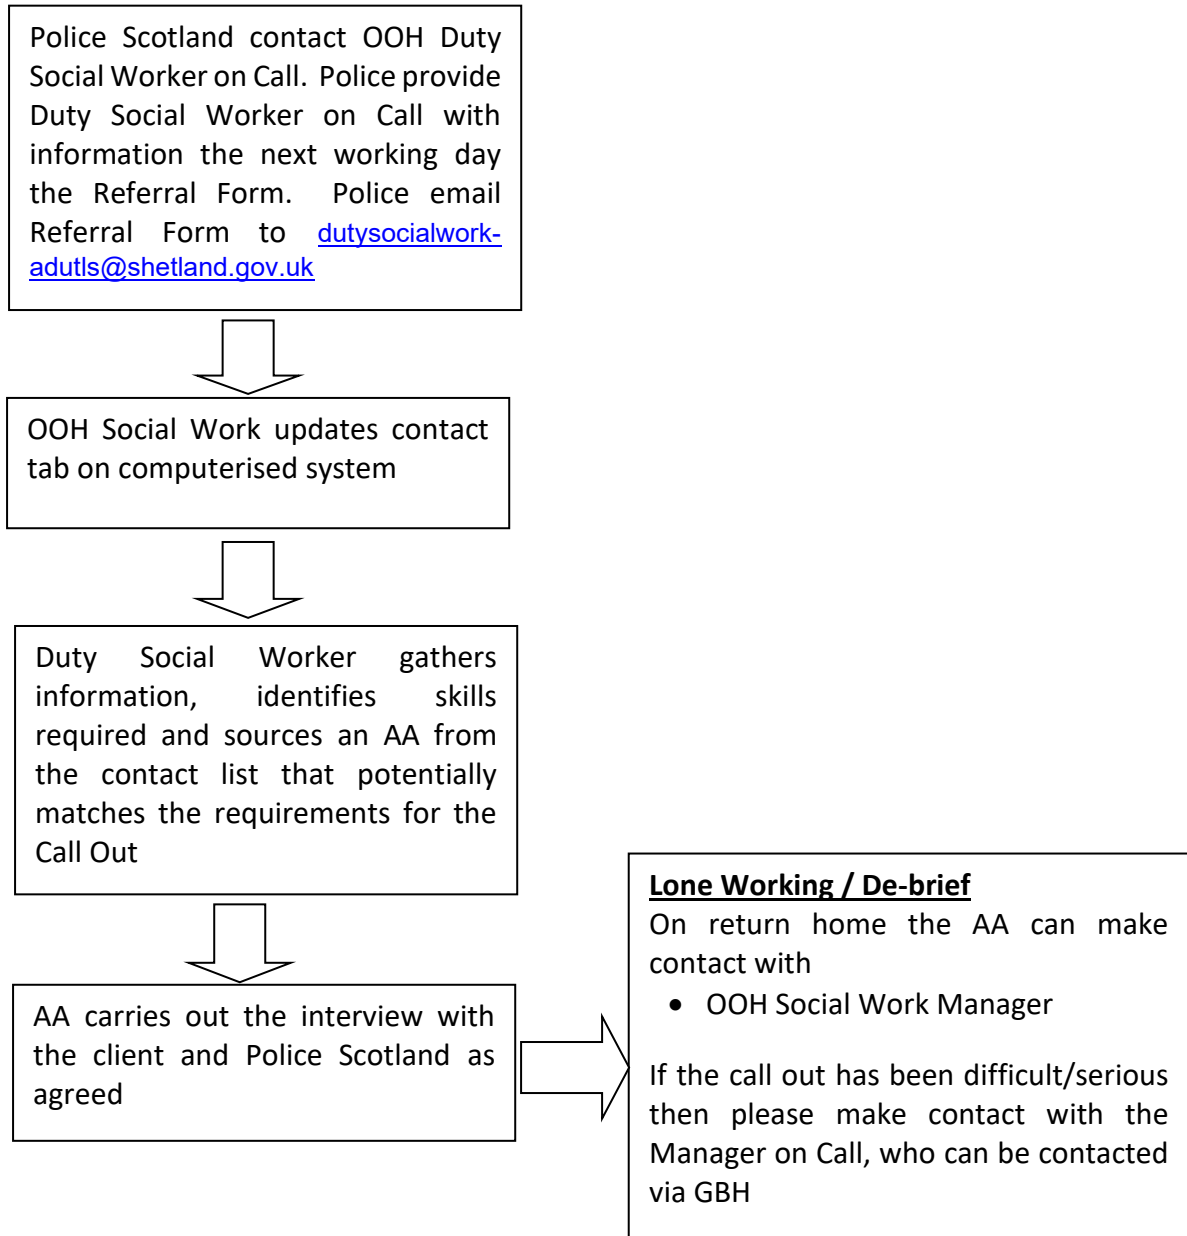 Police Scotland contact OOH Duty
Social Worker on Call. Police provide
Duty Social Worker on Call with
information the next working day
the Referral Form. Police email
Referral Form to dutysocialwork-
adutls@shetland.gov.uk
OOH Social Work updates contact
tab on computerised system
Duty Social Worker gathers
information, identifies skills
required and sources an AA from
the contact list that potentially
matches the requirements for the
Call Out
AA carries out the interview with
the client and Police Scotland as
agreed
Lone Working / De-brief
On return home the AA can make
contact with
• OOH Social Work Manager
If the call out has been difficult/serious
then please make contact with the
Manager on Call, who can be contacted
via GBH